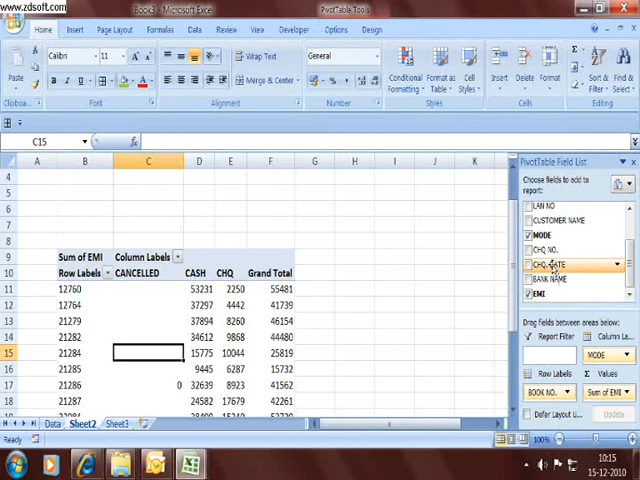 www.zdsoft.com
Book3 - Microsoft Excel
PivotTable Tools
Home Insert Page Layout Formulas Data Review View Developer Options Design
Paste
Calibri 11
Wrap Text
General
Merge & Center
Conditional Formatting
Format as Table
Cell Styles
Insert Delete Format
Sort & Filter
Find & Select
Clipboard Font Alignment Number Styles Cells Editing
C15
A B C D E F G H I J K
4
5
6
7
8
9 Sum of EMI Column Labels
10 Row Labels CANCELLED CASH CHQ Grand Total
11 12760 53231 2250 55481
12 12764 37297 4442 41739
13 21279 37894 8260 46154
14 21282 34612 9868 44480
15 21284 15775 10044 25819
16 21285 9445 6287 15732
17 21286 0 32639 8923 41562
18 21287 24582 17679 42261
Data Sheet2 Sheet3
Ready
PivotTable Field List
Choose fields to add to report:
LAN NO
CUSTOMER NAME
MODE
CHQ NO.
CHQ. DATE
BANK NAME
EMI
Drag fields between areas below:
Report Filter
Column La...
MODE
Row Labels
Values
BOOK NO.
Sum of EMI
Defer Layout U...
Update
100%
10:15
15-12-2010